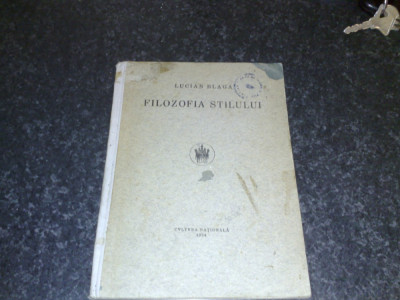 LUCIAN BLAGA
FILOZOFIA STILULUI
CULTURA NAȚIONALĂ
1924